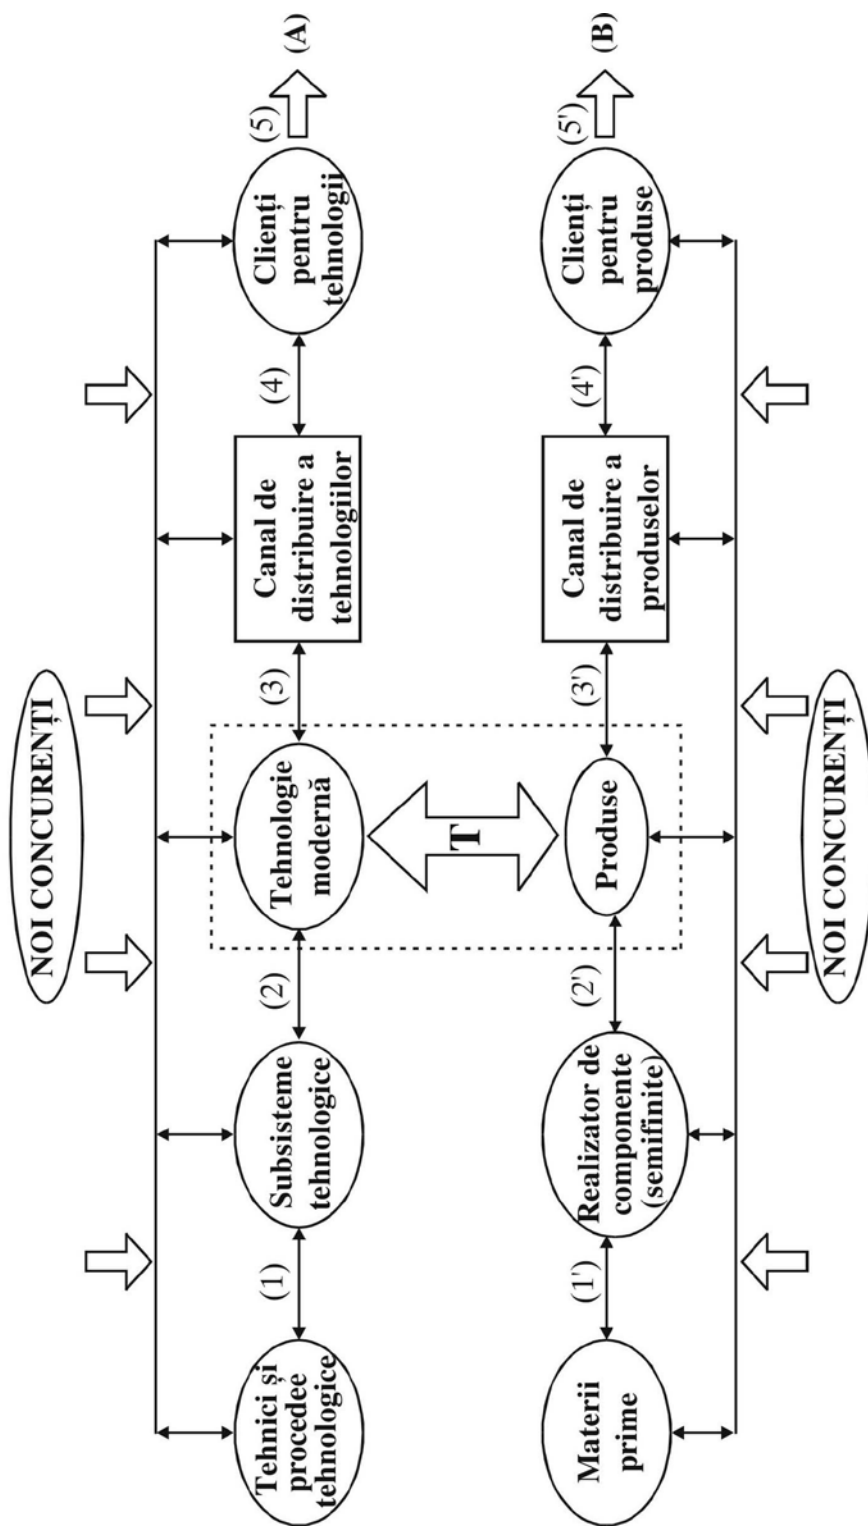 NOI CONCURENȚI
Tehnici și
procedee
tehnologice
(1)
Subsisteme
tehnologice
(2)
Tehnologie
modernă
(3)
Canal de
distribuire a
tehnologiilor
(4)
Clienți
pentru
tehnologii
(5)
(A)
T
Materii
prime
(1')
Realizator de
componente
(semifinite)
(2')
Produse
(3')
Canal de
distribuire a
produselor
(4')
Clienți
pentru
produse
(5')
(B)
NOI CONCURENȚI